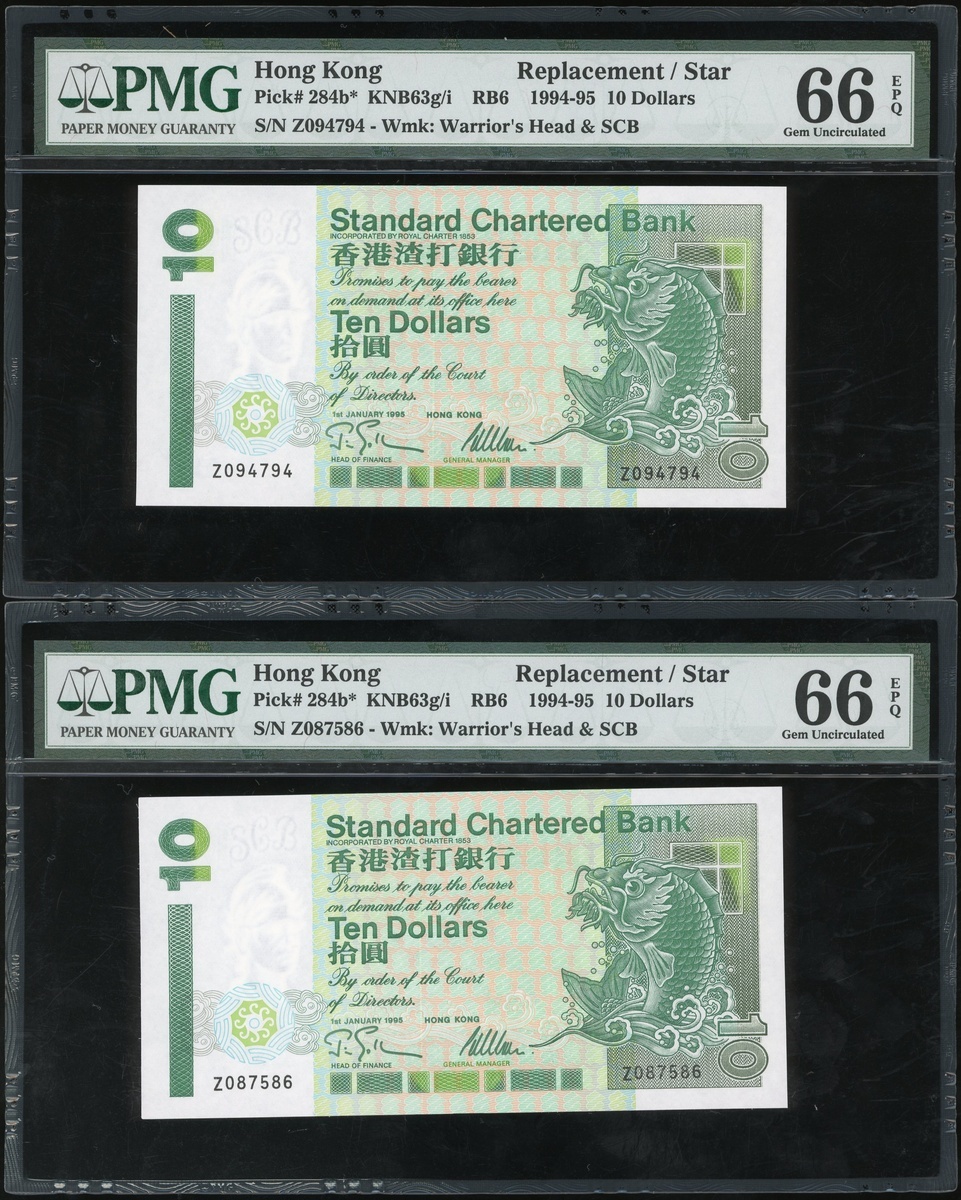 PMG
PAPER MONEY GUARANTY
Hong Kong Replacement / Star
Pick# 284b* KNB63g/i RB6 1994-95 10 Dollars
S/N Z094794 - Wmk: Warrior's Head & SCB
66 EPQ
Gem Uncirculated
10
SCB
Standard Chartered Bank
INCORPORATED BY ROYAL CHARTER 1853
香港渣打銀行
Promises to pay the bearer
on demand at its office here
Ten Dollars
拾圓
By order of the Court
of Directors.
1st JANUARY 1995 HONG KONG
HEAD OF FINANCE GENERAL MANAGER
Z094794
Z094794
10
PMG
PAPER MONEY GUARANTY
Hong Kong Replacement / Star
Pick# 284b* KNB63g/i RB6 1994-95 10 Dollars
S/N Z087586 - Wmk: Warrior's Head & SCB
66 EPQ
Gem Uncirculated
10
SCB
Standard Chartered Bank
INCORPORATED BY ROYAL CHARTER 1853
香港渣打銀行
Promises to pay the bearer
on demand at its office here
Ten Dollars
拾圓
By order of the Court
of Directors.
1st JANUARY 1995 HONG KONG
HEAD OF FINANCE GENERAL MANAGER
Z087586
Z087586
10